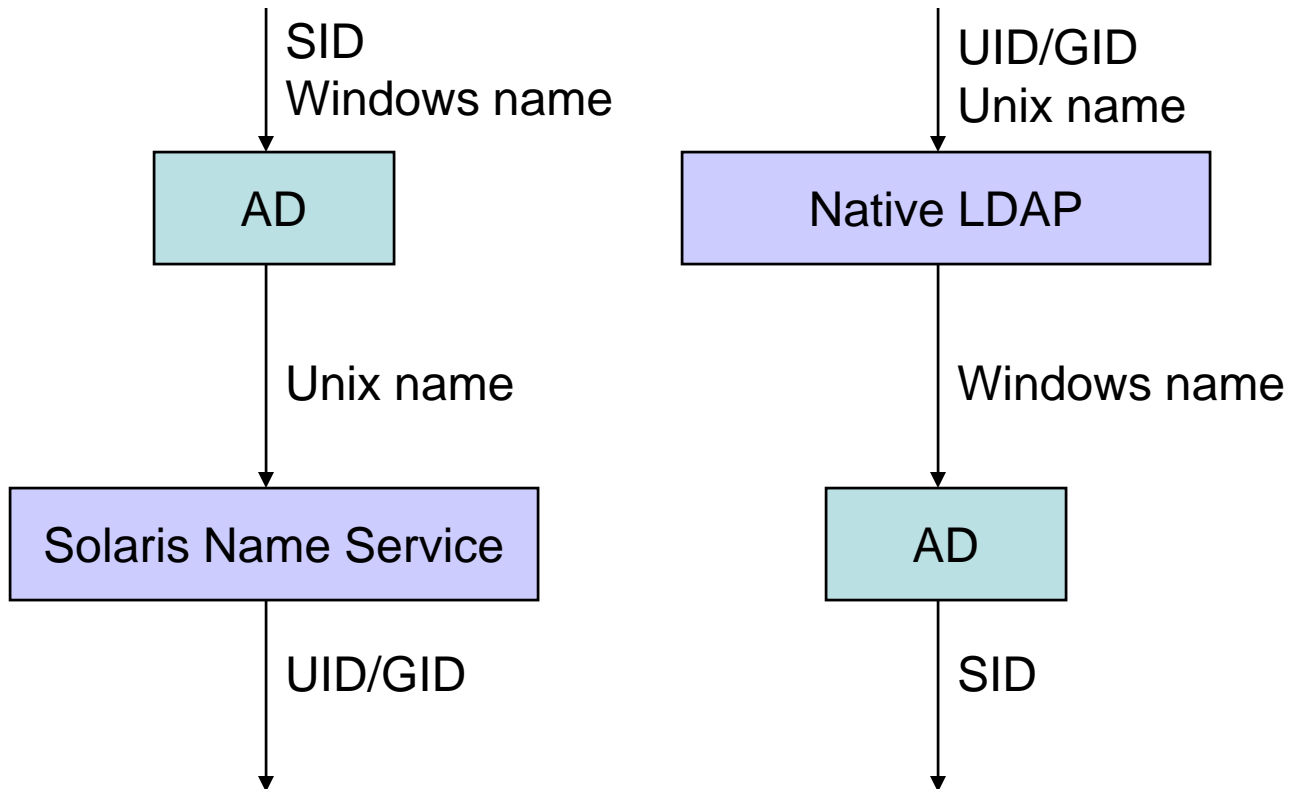 SID
Windows name
AD
Unix name
Solaris Name Service
UID/GID
UID/GID
Unix name
Native LDAP
Windows name
AD
SID